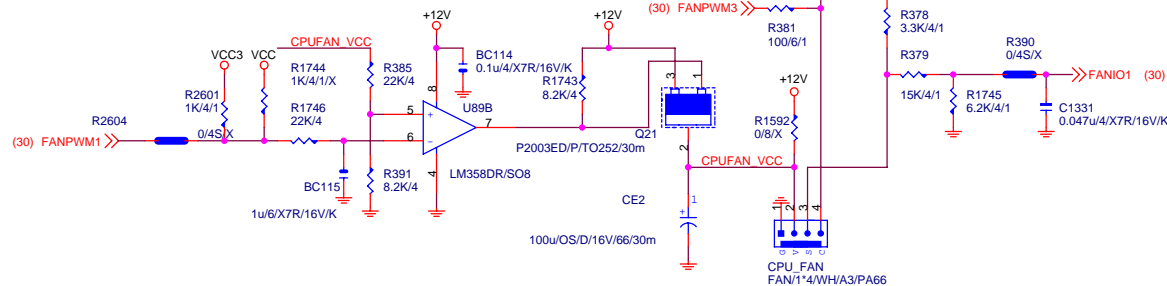 +12V
+12V
(30) FANPWM3
R381
100/6/1
R378
3.3K/4/1
CPUFAN_VCC
VCC3
VCC
R1744
1K/4/1/X
R385
22K/4
BC114
0.1u/4/X7R/16V/K
R1743
8.2K/4
3
1
+12V
R379
15K/4/1
R390
0/4S/X
FANIO1 (30)
R2601
1K/4/1
R1746
22K/4
8
U89B
5
+
7
6
-
R1745
6.2K/4/1
C1331
0.047u/4/X7R/16V/K
(30) FANPWM1
R2604
0/4S/X
Q21
P2003ED/P/TO252/30m
2
R1592
0/8/X
CPUFAN_VCC
4
LM358DR/SO8
BC115
1u/6/X7R/16V/K
R391
8.2K/4
CE2
1
+
100u/OS/D/16V/66/30m
1
2
3
4
G
V
S
C
CPU_FAN
FAN/1*4/WH/A3/PA66